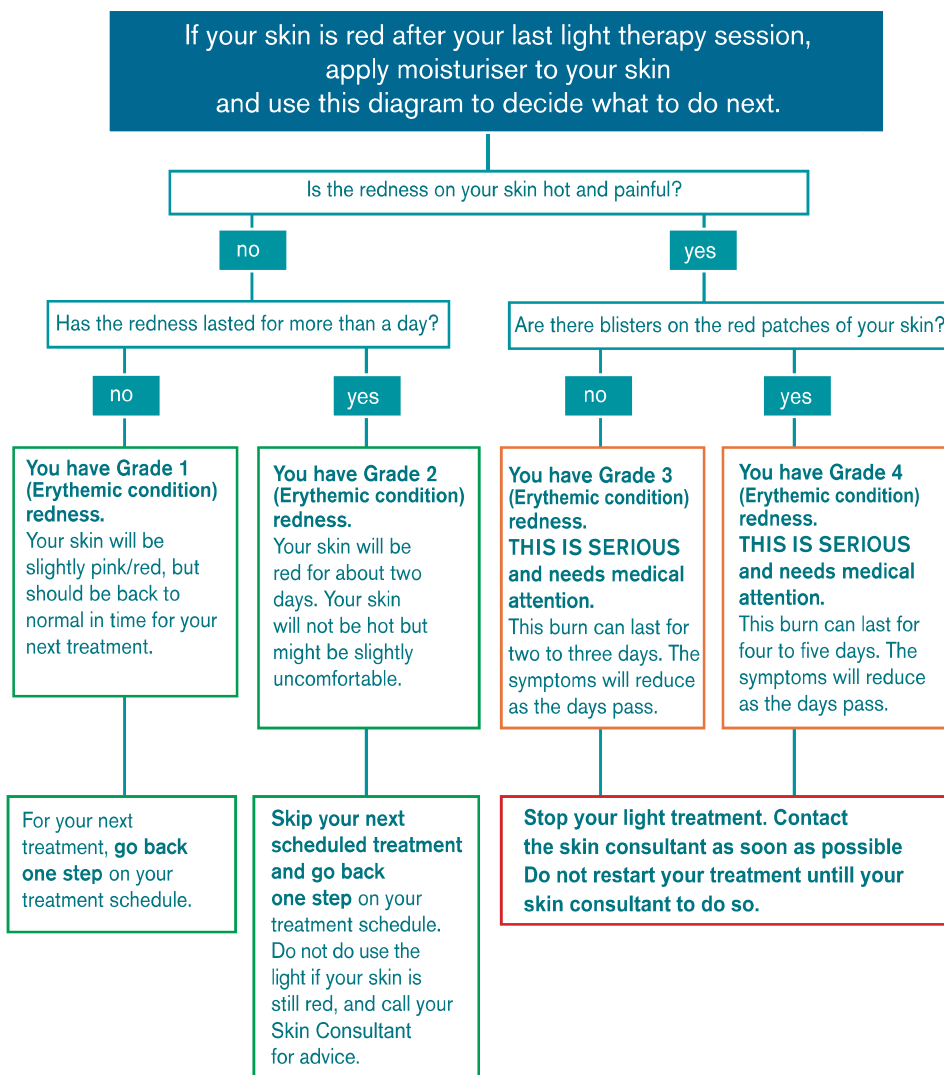 If your skin is red after your last light therapy session,
apply moisturiser to your skin
and use this diagram to decide what to do next.
Is the redness on your skin hot and painful?
no
yes
Has the redness lasted for more than a day?
Are there blisters on the red patches of your skin?
no
yes
no
yes
You have Grade 1
(Erythemic condition)
redness.
Your skin will be
slightly pink/red, but
should be back to
normal in time for your
next treatment.
You have Grade 2
(Erythemic condition)
redness.
Your skin will be
red for about two
days. Your skin
will not be hot but
might be slightly
uncomfortable.
You have Grade 3
(Erythemic condition)
redness.
THIS IS SERIOUS
and needs medical
attention.
This burn can last for
two to three days. The
symptoms will reduce
as the days pass.
You have Grade 4
(Erythemic condition)
redness.
THIS IS SERIOUS
and needs medical
attention.
This burn can last for
four to five days. The
symptoms will reduce
as the days pass.
For your next
treatment, go back
one step on your
treatment schedule.
Skip your next
scheduled treatment
and go back
one step on your
treatment schedule.
Do not do use the
light if your skin is
still red, and call your
Skin Consultant
for advice.
Stop your light treatment. Contact
the skin consultant as soon as possible
Do not restart your treatment untill your
skin consultant to do so.